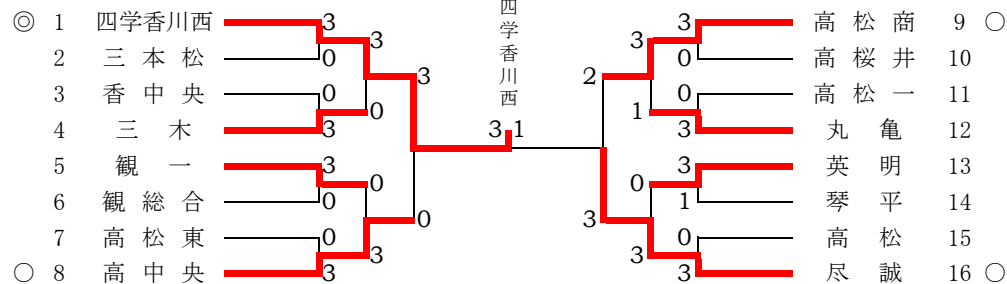 四学香川西
◎ 1 四学香川西 3 3 高松商 9 ○
3 3
2 三本松 0 0 高桜井 10
3 2
3 香中央 0 0 高松一 11
0 1
4 三木 3 3 丸亀 12
3 1
5 観一 3 3 英明 13
0 0
6 観総合 0 1 琴平 14
0 3
7 高松東 0 0 高松 15
3 3
○ 8 高中央 3 3 尽誠 16 ○